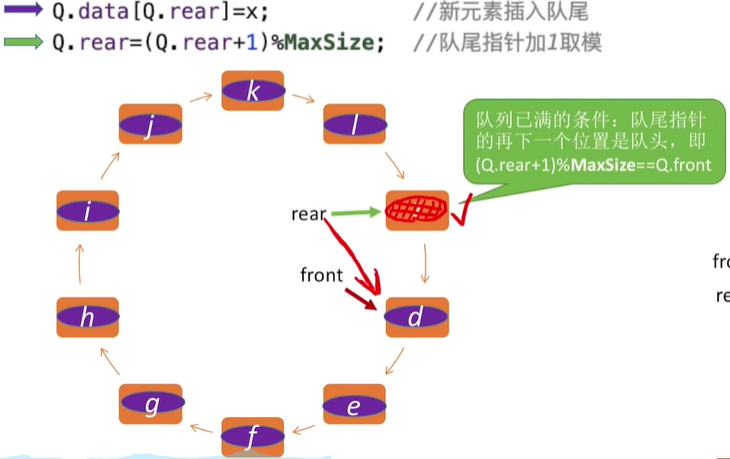 Q.data[Q.rear]=x; //新元素插入队尾
Q.rear=(Q.rear+1)%MaxSize; //队尾指针加1取模
k
j
l
队列已满的条件：队尾指针
的再下一个位置是队头，即
(Q.rear+1)%MaxSize==Q.front
i
rear
front
h
d
g
e
f